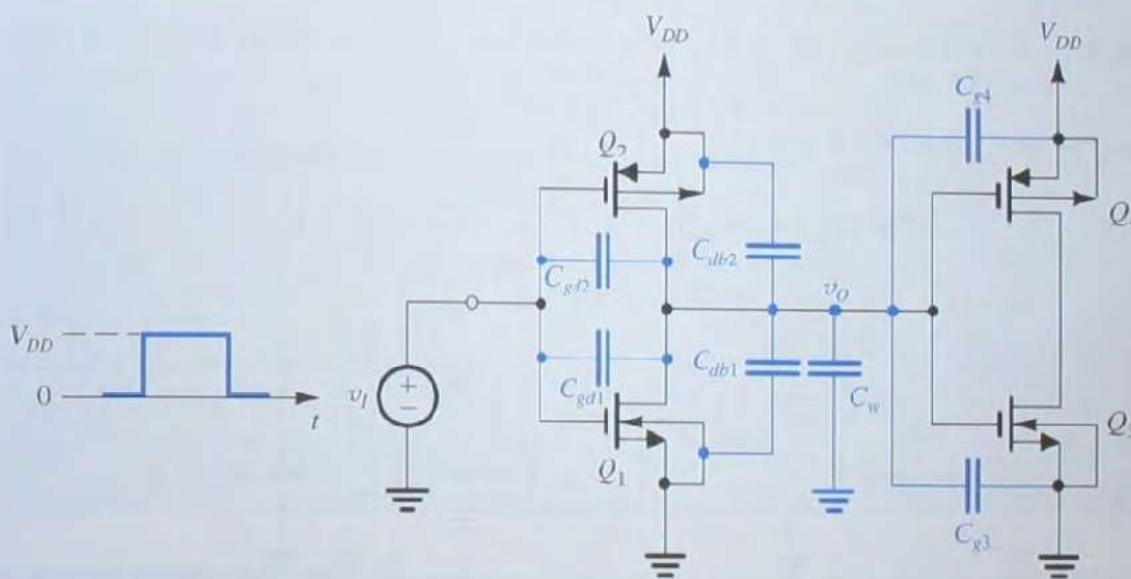 V_DD
V_DD
C_g4
Q_2
C_gd2
C_db2
v_O
V_DD
0
t
v_I
+
−
C_gd1
C_db1
C_w
Q_1
C_g3